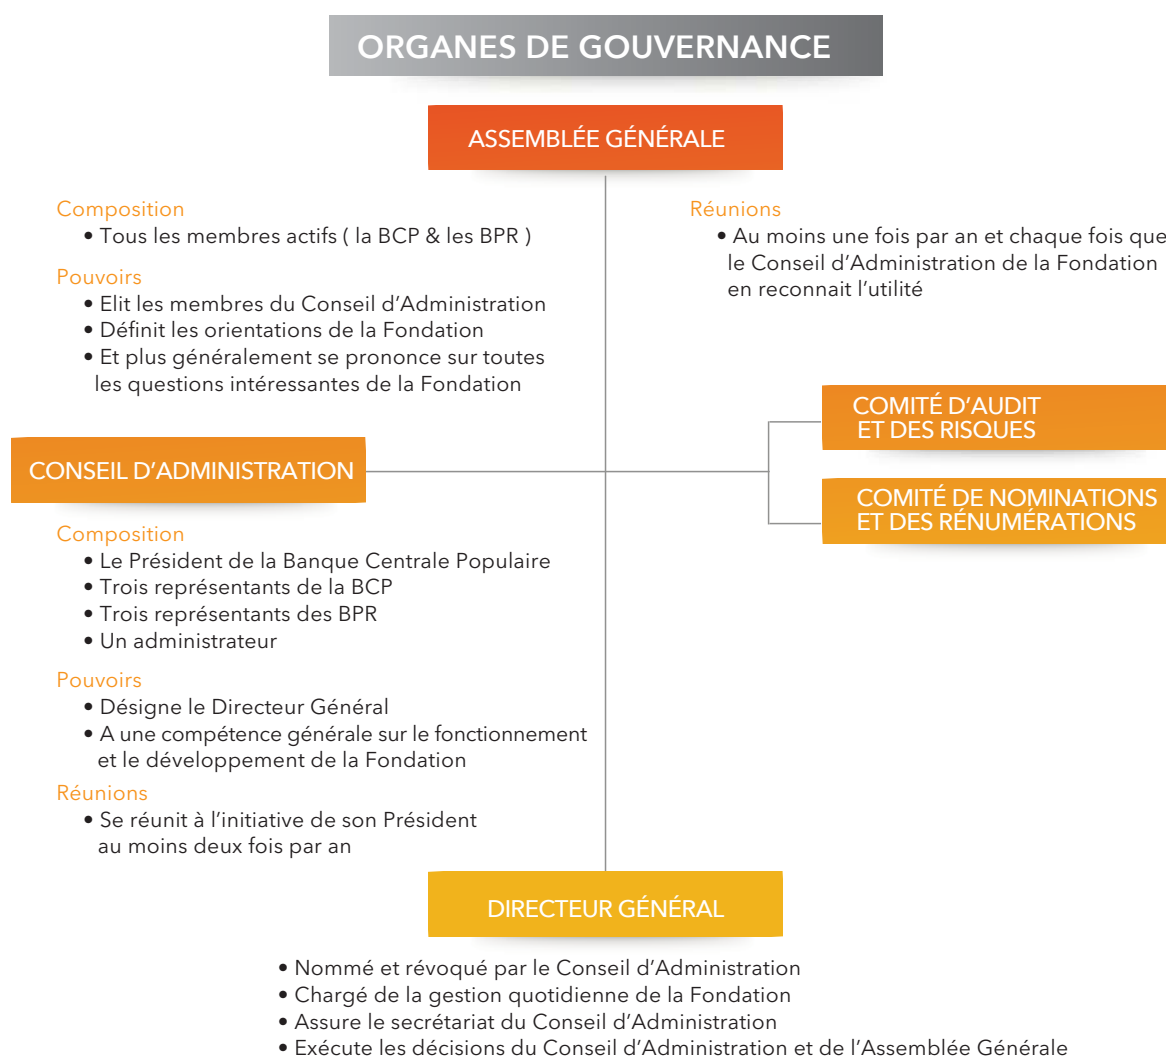 ORGANES DE GOUVERNANCE
ASSEMBLÉE GÉNÉRALE
Composition
• Tous les membres actifs ( la BCP & les BPR )
Pouvoirs
• Elit les membres du Conseil d’Administration
• Définit les orientations de la Fondation
• Et plus généralement se prononce sur toutes
les questions intéressantes de la Fondation
Réunions
• Au moins une fois par an et chaque fois que
le Conseil d’Administration de la Fondation
en reconnait l’utilité
COMITÉ D’AUDIT
ET DES RISQUES
CONSEIL D’ADMINISTRATION
COMITÉ DE NOMINATIONS
ET DES RÉNUMÉRATIONS
Composition
• Le Président de la Banque Centrale Populaire
• Trois représentants de la BCP
• Trois représentants des BPR
• Un administrateur
Pouvoirs
• Désigne le Directeur Général
• A une compétence générale sur le fonctionnement
et le développement de la Fondation
Réunions
• Se réunit à l’initiative de son Président
au moins deux fois par an
DIRECTEUR GÉNÉRAL
• Nommé et révoqué par le Conseil d’Administration
• Chargé de la gestion quotidienne de la Fondation
• Assure le secrétariat du Conseil d’Administration
• Exécute les décisions du Conseil d’Administration et de l’Assemblée Générale